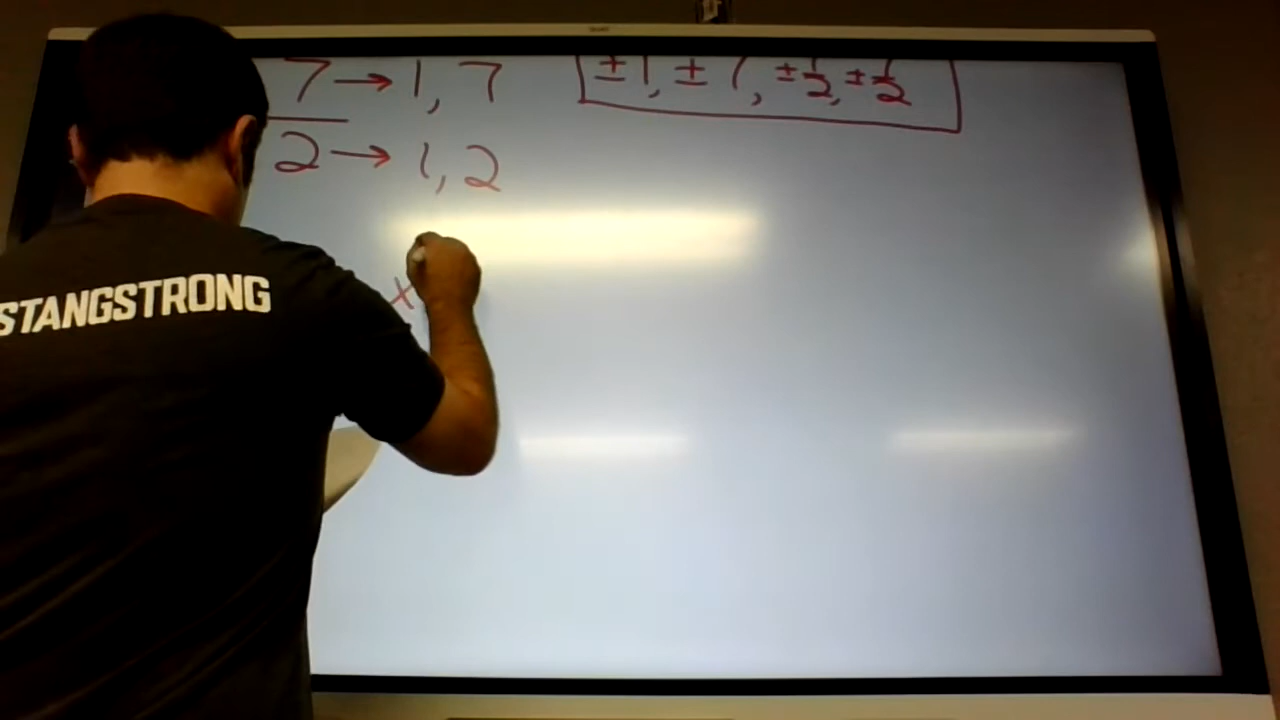 7 → 1, 7
2 → 1, 2
±1, ±7, ±1/2, ±7/2
x
STANGSTRONG